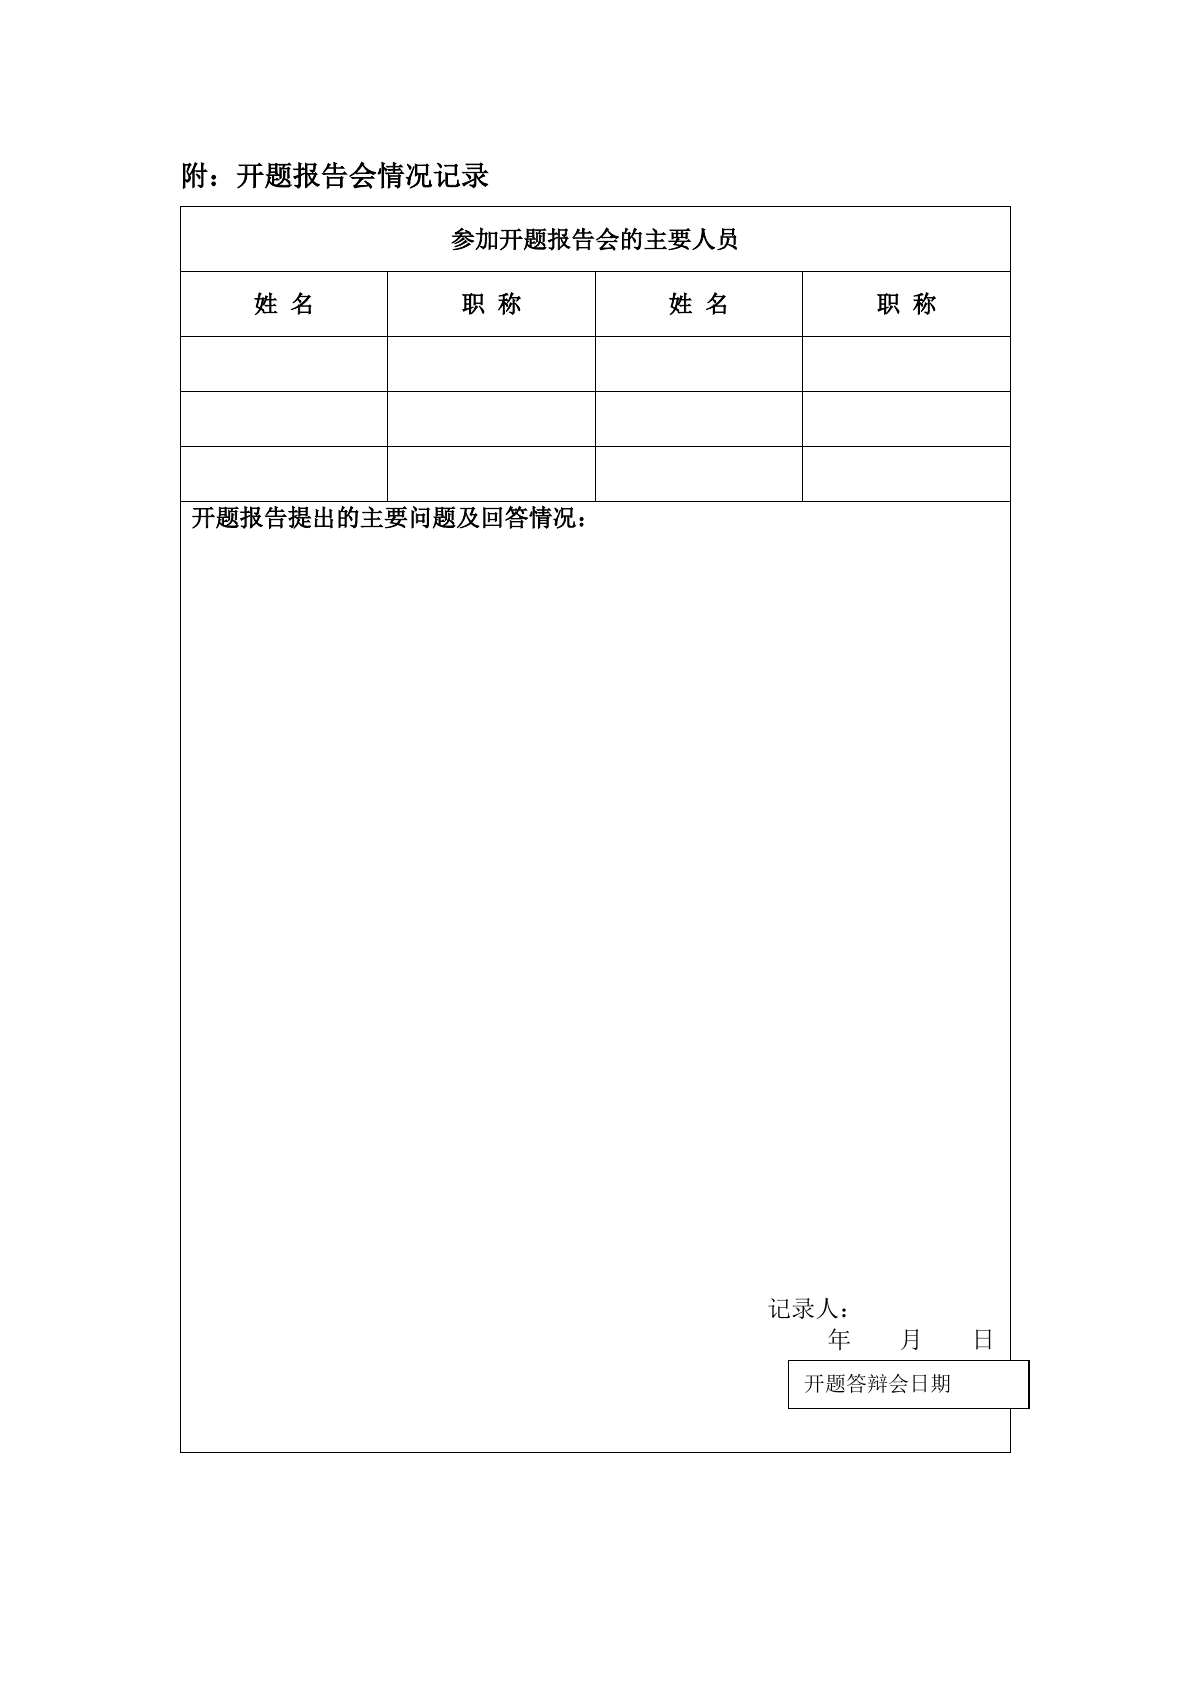 附：开题报告会情况记录
参加开题报告会的主要人员
姓 名 职 称 姓 名 职 称
开题报告提出的主要问题及回答情况：
记录人：
年 月 日
开题答辩会日期